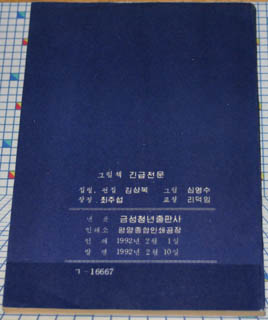 그림책 긴급전문
집필, 편집 김상복 그림 심영수
장정 최주섭 교정 리덕임
낸 곳 금성청년출판사
인쇄소 평양종합인쇄공장
인 쇄 1992년 2월 1일
발 행 1992년 2월 10일
ㄱ-16667